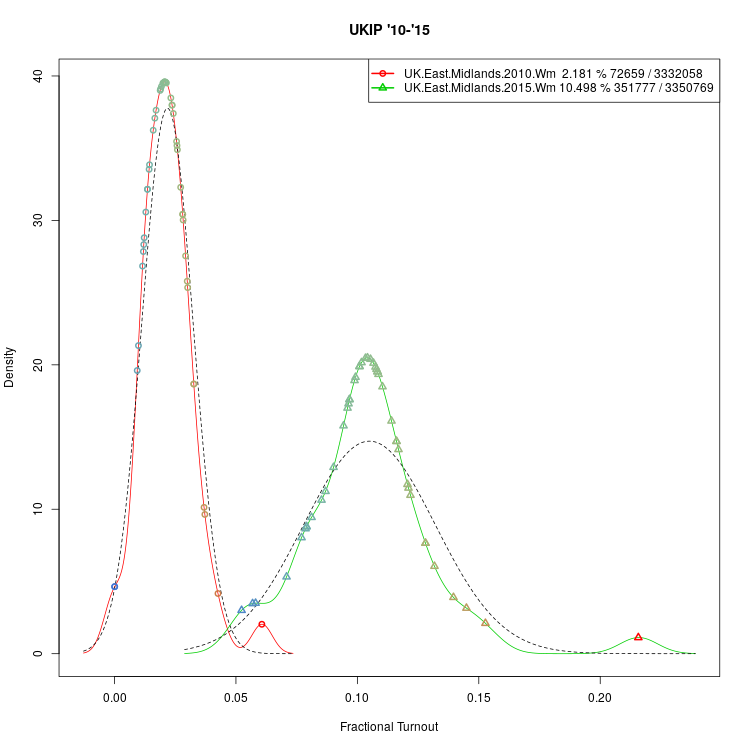 UKIP '10-'15
UK.East.Midlands.2010.Wm 2.181 % 72659 / 3332058
UK.East.Midlands.2015.Wm 10.498 % 351777 / 3350769
Density
40
30
20
10
0
0.00 0.05 0.10 0.15 0.20
Fractional Turnout